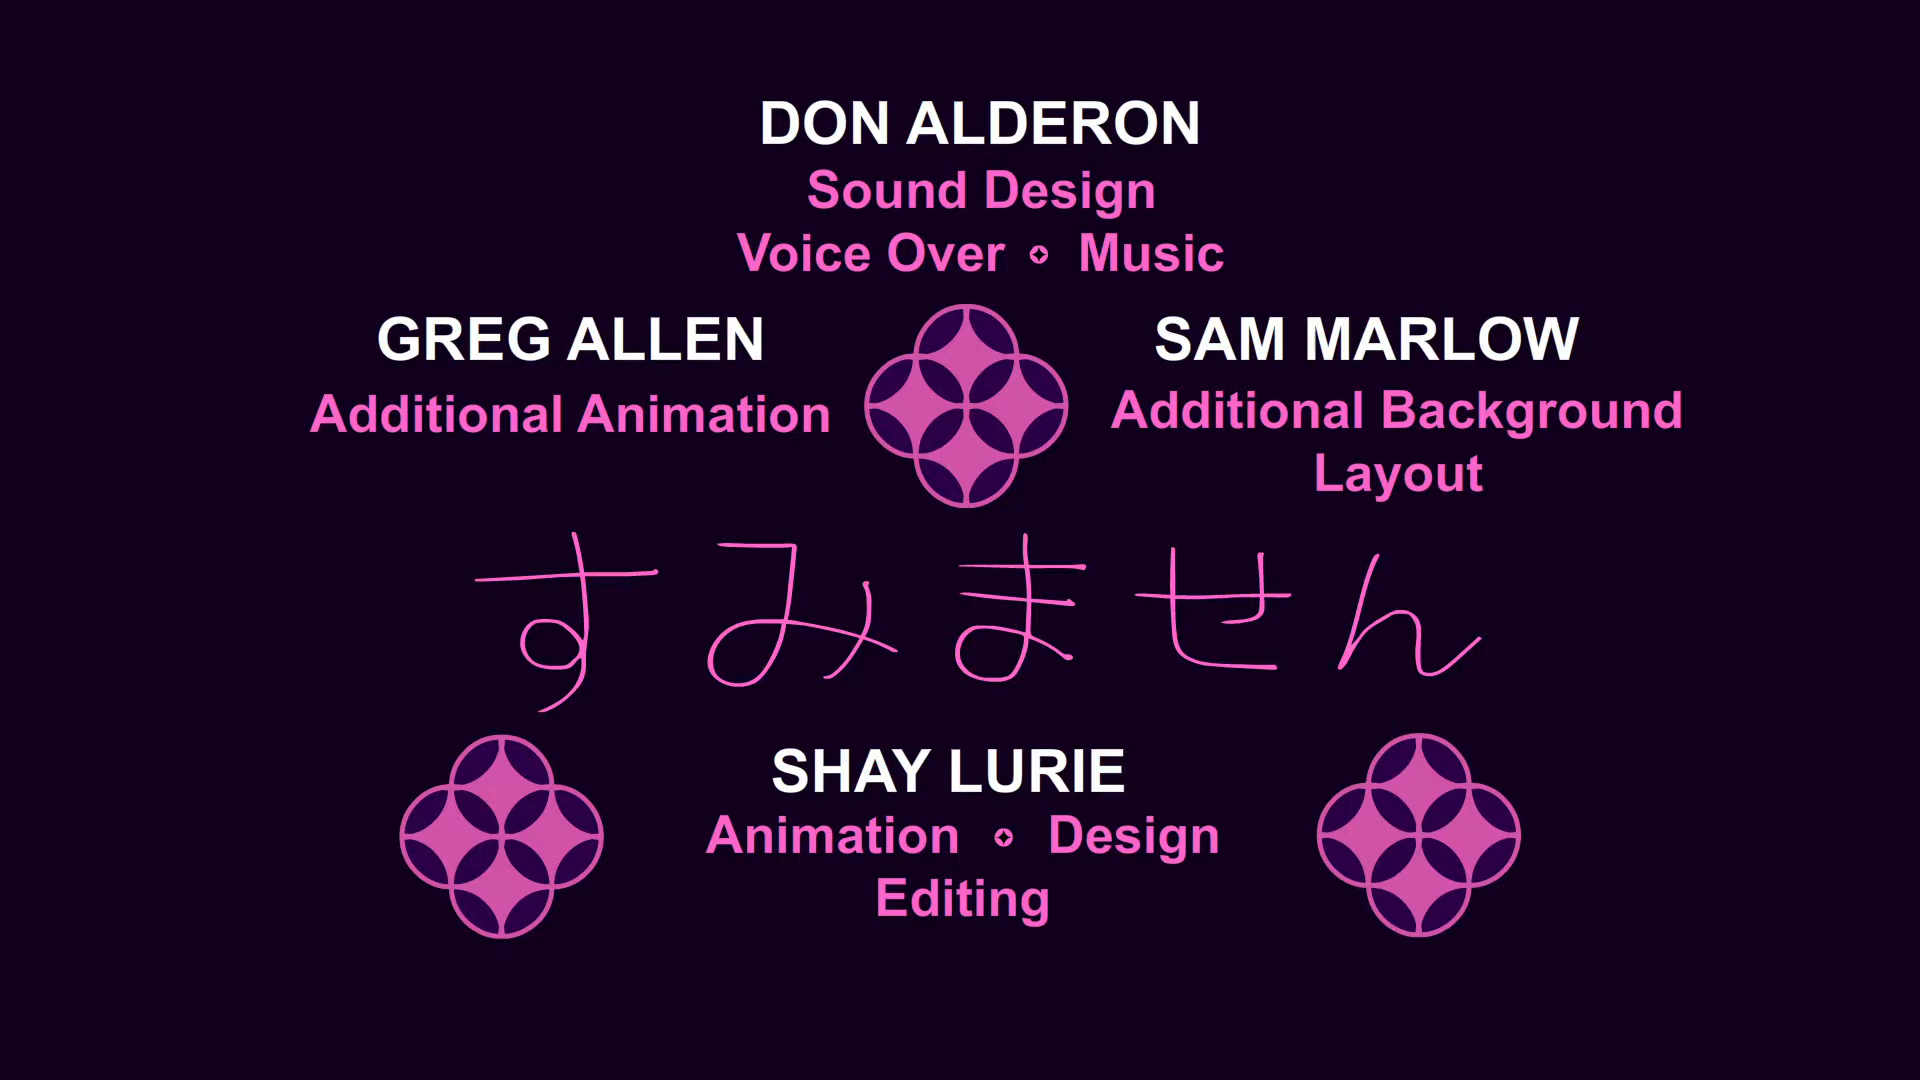 DON ALDERON
Sound Design
Voice Over Music
GREG ALLEN
Additional Animation
SAM MARLOW
Additional Background
Layout
すみません
SHAY LURIE
Animation Design
Editing